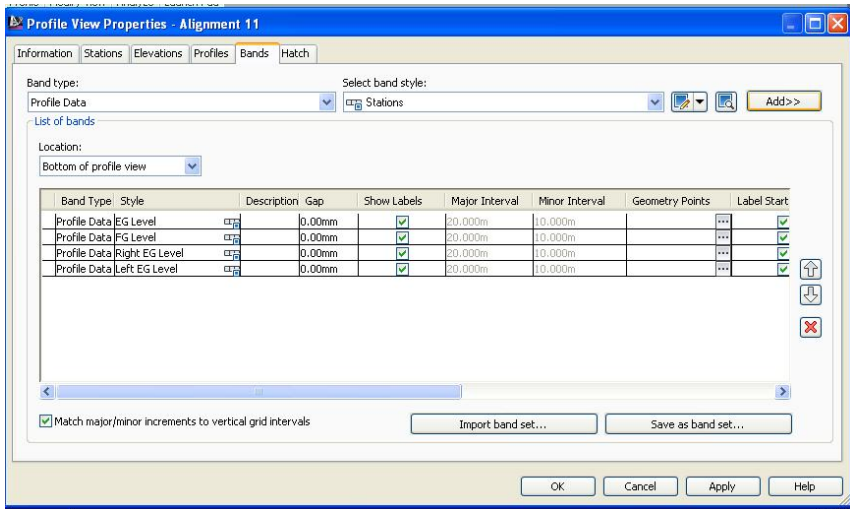 Profile View Properties - Alignment 11
Information Stations Elevations Profiles Bands Hatch
Band type: Select band style:
Profile Data Stations Add>>
List of bands
Location:
Bottom of profile view
Band Type Style Description Gap Show Labels Major Interval Minor Interval Geometry Points Label Start
Profile Data EG Level 0.00mm 20.000m 10.000m ...
Profile Data FG Level 0.00mm 20.000m 10.000m ...
Profile Data Right EG Level 0.00mm 20.000m 10.000m ...
Profile Data Left EG Level 0.00mm 20.000m 10.000m ...
Match major/minor increments to vertical grid intervals Import band set... Save as band set...
OK Cancel Apply Help